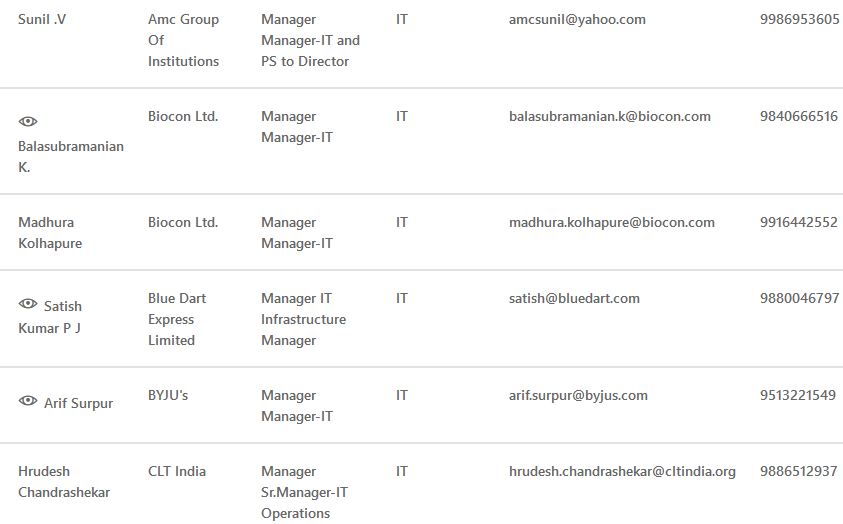 Sunil .V Amc Group Manager IT amcsunil@yahoo.com 9986953605
Of Manager-IT and
Institutions PS to Director
Biocon Ltd. Manager IT balasubramanian.k@biocon.com 9840666516
Balasubramanian Manager-IT
K.
Madhura Biocon Ltd. Manager IT madhura.kolhapure@biocon.com 9916442552
Kolhapure Manager-IT
Satish Blue Dart Manager IT IT satish@bluedart.com 9880046797
Kumar P J Express Infrastructure
Limited Manager
Arif Surpur BYJU's Manager IT arif.surpur@byjus.com 9513221549
Manager-IT
Hrudesh CLT India Manager IT hrudesh.chandrashekar@cltindia.org 9886512937
Chandrashekar Sr.Manager-IT
Operations